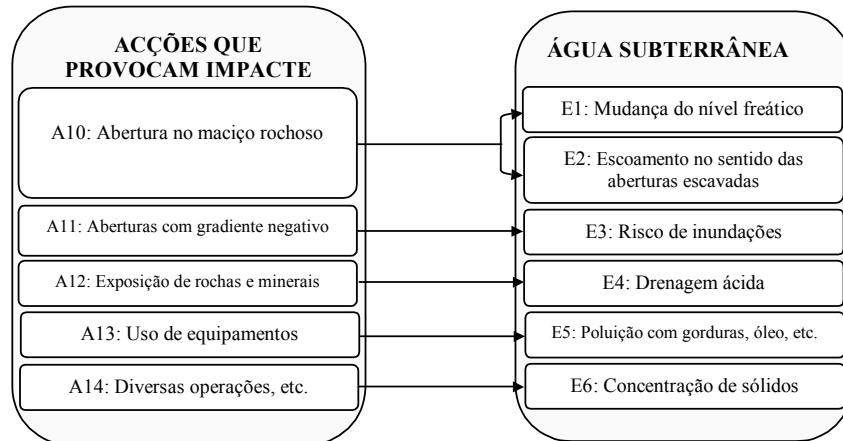 ACÇÕES QUE
PROVOCAM IMPACTE
A10: Abertura no maciço rochoso
A11: Aberturas com gradiente negativo
A12: Exposição de rochas e minerais
A13: Uso de equipamentos
A14: Diversas operações, etc.
ÁGUA SUBTERRÂNEA
E1: Mudança do nível freático
E2: Escoamento no sentido das
aberturas escavadas
E3: Risco de inundações
E4: Drenagem ácida
E5: Poluição com gorduras, óleo, etc.
E6: Concentração de sólidos